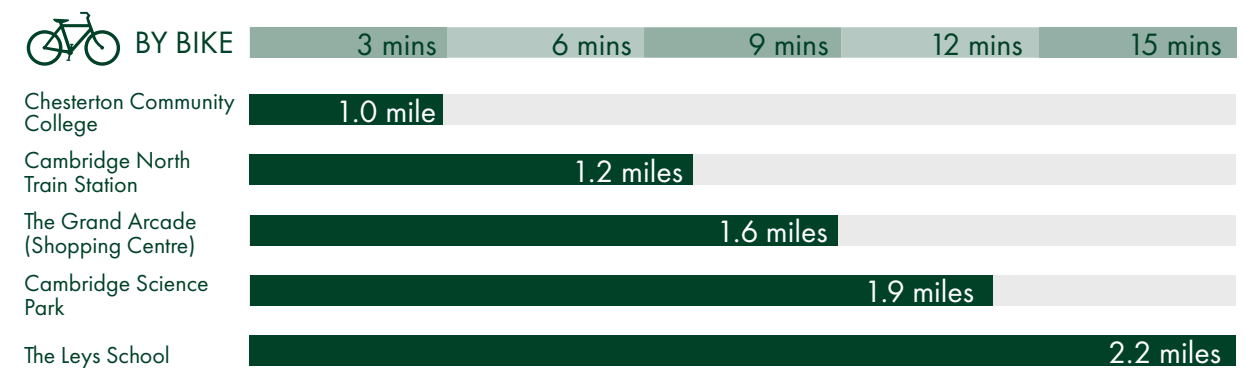 BY BIKE 3 mins 6 mins 9 mins 12 mins 15 mins
Chesterton Community
College
1.0 mile
Cambridge North
Train Station
1.2 miles
The Grand Arcade
(Shopping Centre)
1.6 miles
Cambridge Science
Park
1.9 miles
The Leys School
2.2 miles